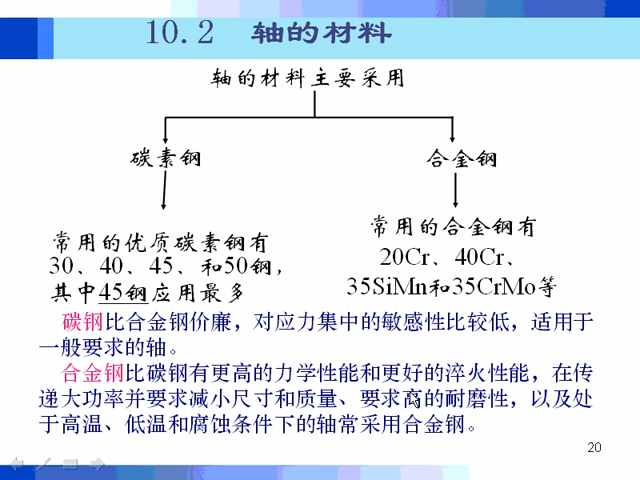 10.2 轴的材料
轴的材料主要采用
碳素钢
合金钢
常用的优质碳素钢有
30、40、45、和50钢，
其中45钢应用最多
常用的合金钢有
20Cr、40Cr、
35SiMn和35CrMo等
碳钢比合金钢价廉，对应力集中的敏感性比较低，适用于
一般要求的轴。
合金钢比碳钢有更高的力学性能和更好的淬火性能，在传
递大功率并要求减小尺寸和质量、要求高的耐磨性，以及处
于高温、低温和腐蚀条件下的轴常采用合金钢。
20